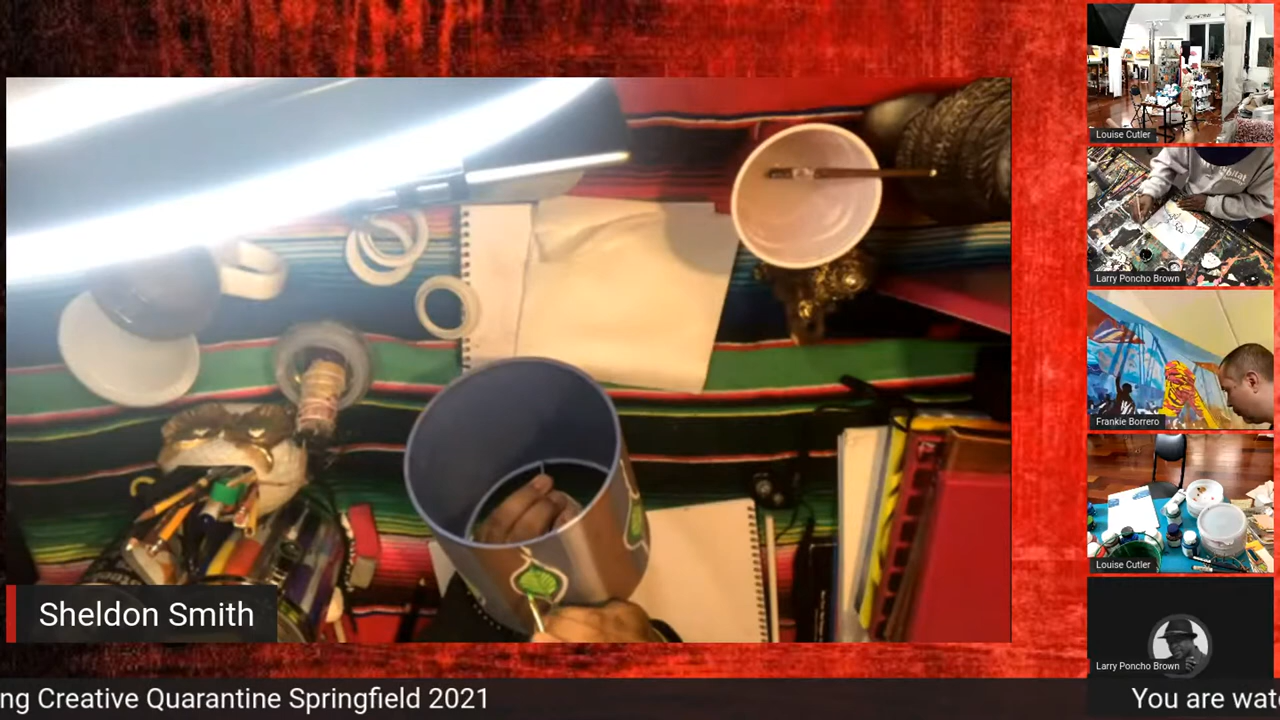 Louise Cutler
Larry Poncho Brown
Frankie Borrero
Louise Cutler
Sheldon Smith
Larry Poncho Brown
ng Creative Quarantine Springfield 2021
You are wat